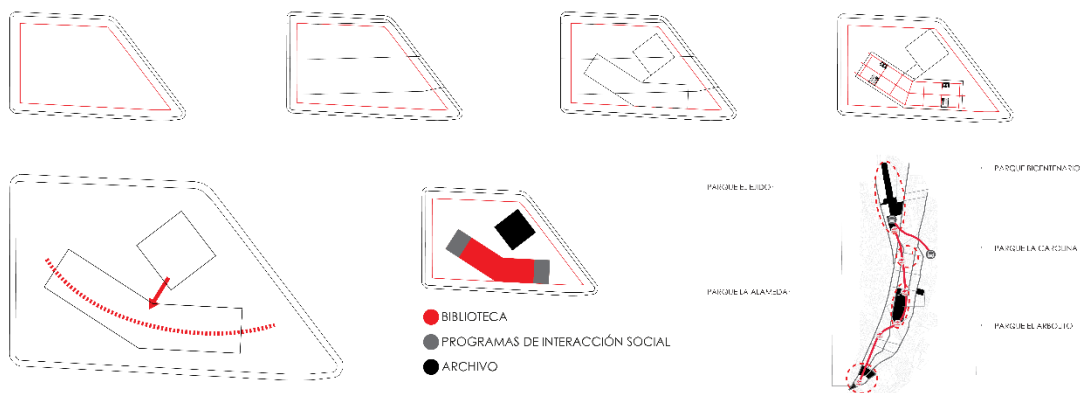 PARQUE EL EJIDO
PARQUE LA ALAMEDA
BIBLIOTECA
PROGRAMAS DE INTERACCIÓN SOCIAL
ARCHIVO
PARQUE BICENTENARIO
PARQUE LA CAROLINA
PARQUE EL ARBOLITO